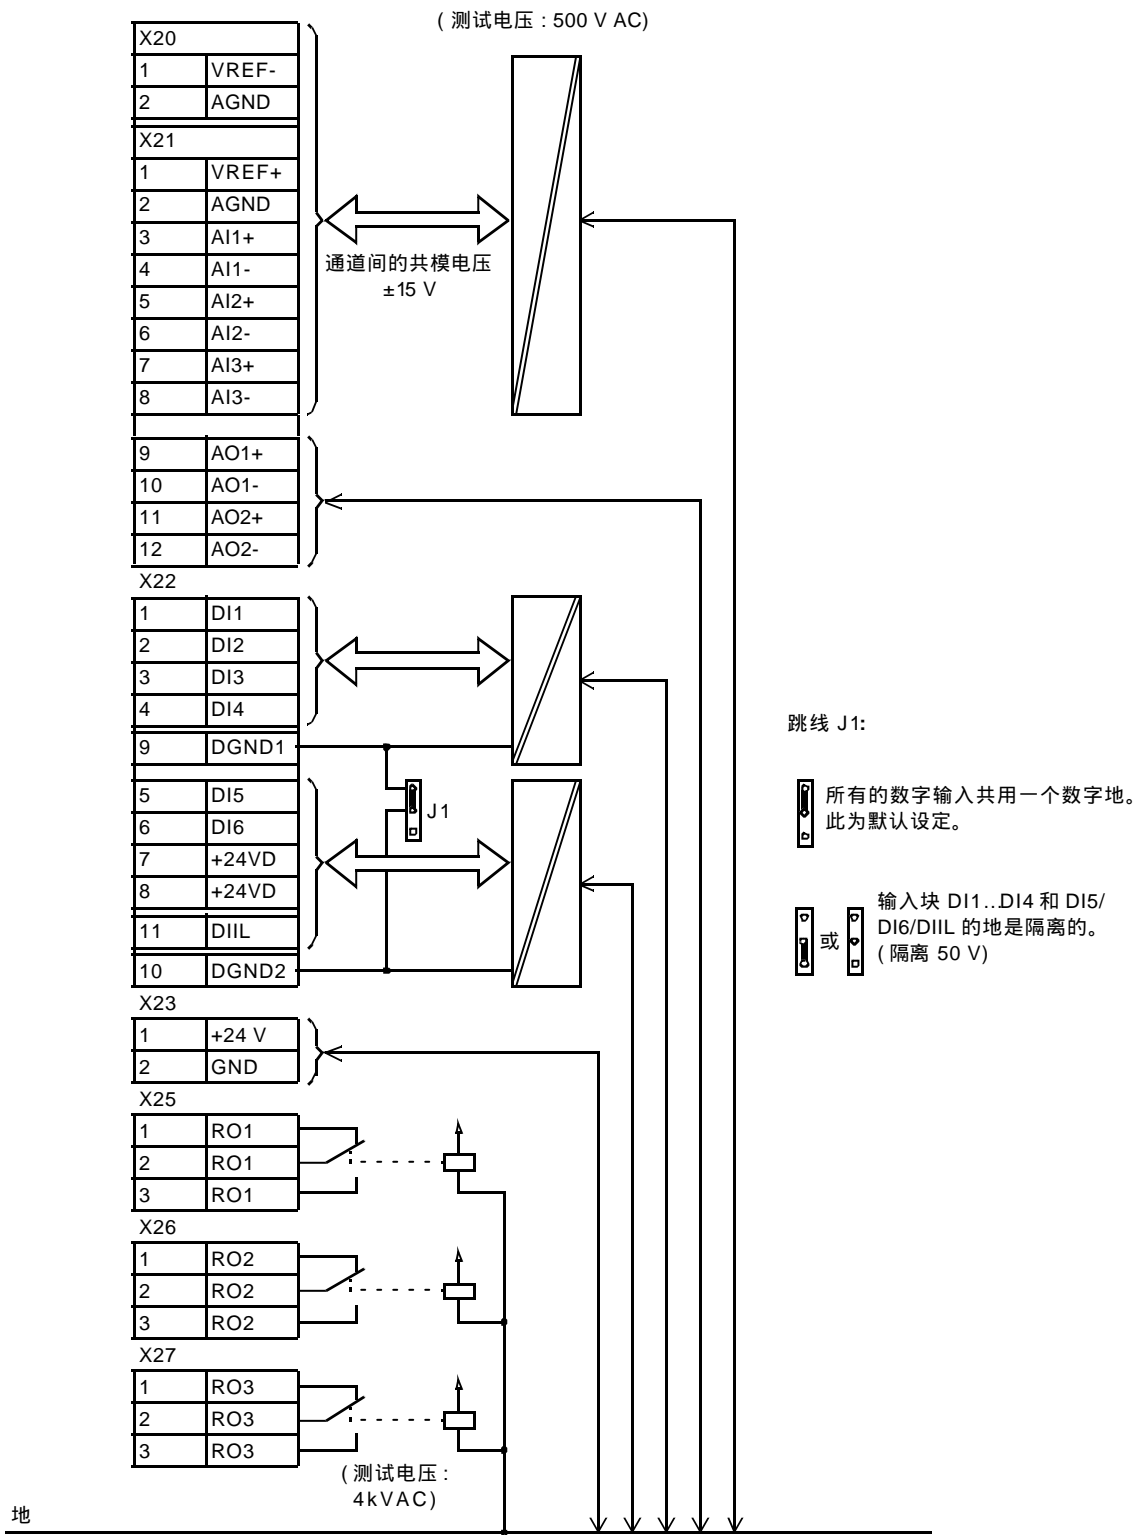 (测试电压：500 V AC)
X20
1 VREF-
2 AGND
X21
1 VREF+
2 AGND
3 AI1+
4 AI1-
5 AI2+
6 AI2-
7 AI3+
8 AI3-
通道间的共模电压
±15 V
9 AO1+
10 AO1-
11 AO2+
12 AO2-
X22
1 DI1
2 DI2
3 DI3
4 DI4
9 DGND1
5 DI5
6 DI6
7 +24VD
8 +24VD
11 DIIL
10 DGND2
J1
跳线 J1:
所有的数字输入共用一个数字地。
此为默认设定。
或
输入块 DI1...DI4 和 DI5/
DI6/DIIL 的地是隔离的。
(隔离 50 V)
X23
1 +24 V
2 GND
X25
1 RO1
2 RO1
3 RO1
X26
1 RO2
2 RO2
3 RO2
X27
1 RO3
2 RO3
3 RO3
(测试电压：
4kVAC)
地